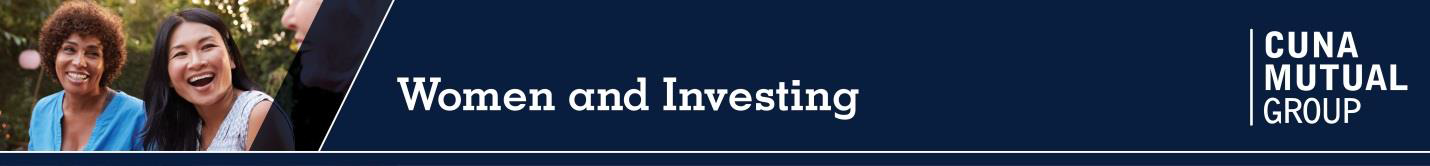 Women and Investing
CUNA
MUTUAL
GROUP